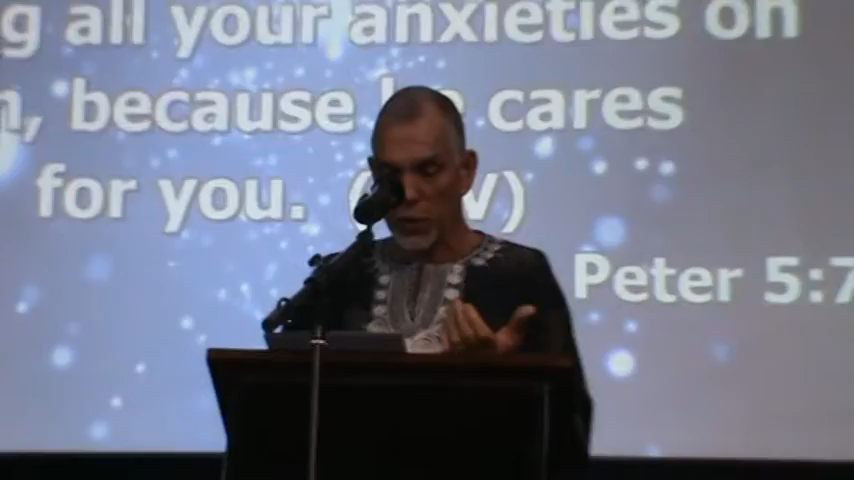 all your anxieties on
because cares
for you.
Peter 5:7